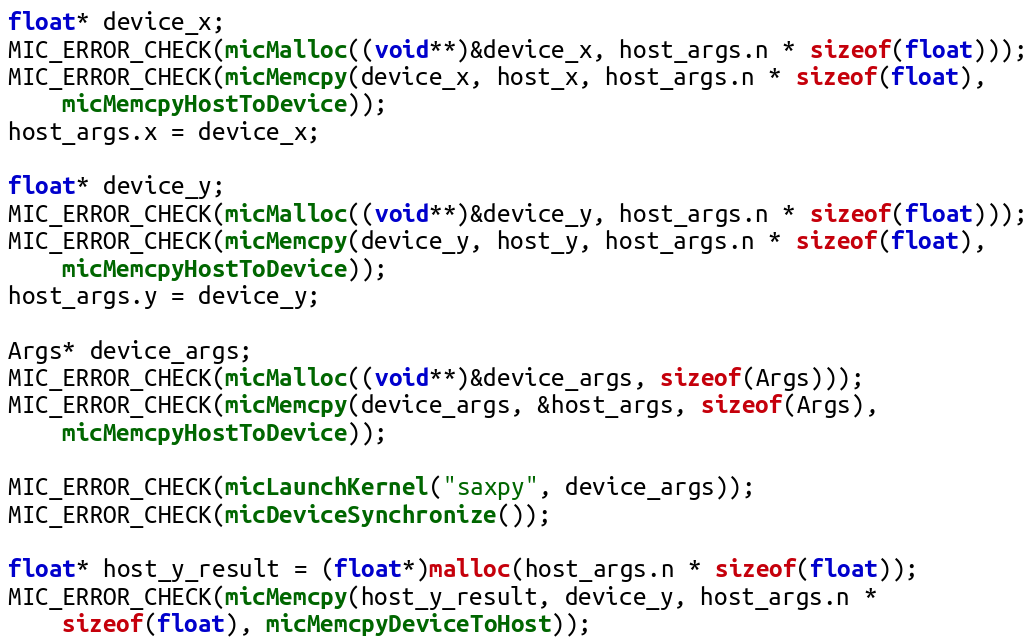 float* device_x;
MIC_ERROR_CHECK(micMalloc((void**)&device_x, host_args.n * sizeof(float)));
MIC_ERROR_CHECK(micMemcpy(device_x, host_x, host_args.n * sizeof(float),
    micMemcpyHostToDevice));
host_args.x = device_x;

float* device_y;
MIC_ERROR_CHECK(micMalloc((void**)&device_y, host_args.n * sizeof(float)));
MIC_ERROR_CHECK(micMemcpy(device_y, host_y, host_args.n * sizeof(float),
    micMemcpyHostToDevice));
host_args.y = device_y;

Args* device_args;
MIC_ERROR_CHECK(micMalloc((void**)&device_args, sizeof(Args)));
MIC_ERROR_CHECK(micMemcpy(device_args, &host_args, sizeof(Args),
    micMemcpyHostToDevice));

MIC_ERROR_CHECK(micLaunchKernel("saxpy", device_args));
MIC_ERROR_CHECK(micDeviceSynchronize());

float* host_y_result = (float*)malloc(host_args.n * sizeof(float));
MIC_ERROR_CHECK(micMemcpy(host_y_result, device_y, host_args.n *
    sizeof(float), micMemcpyDeviceToHost));